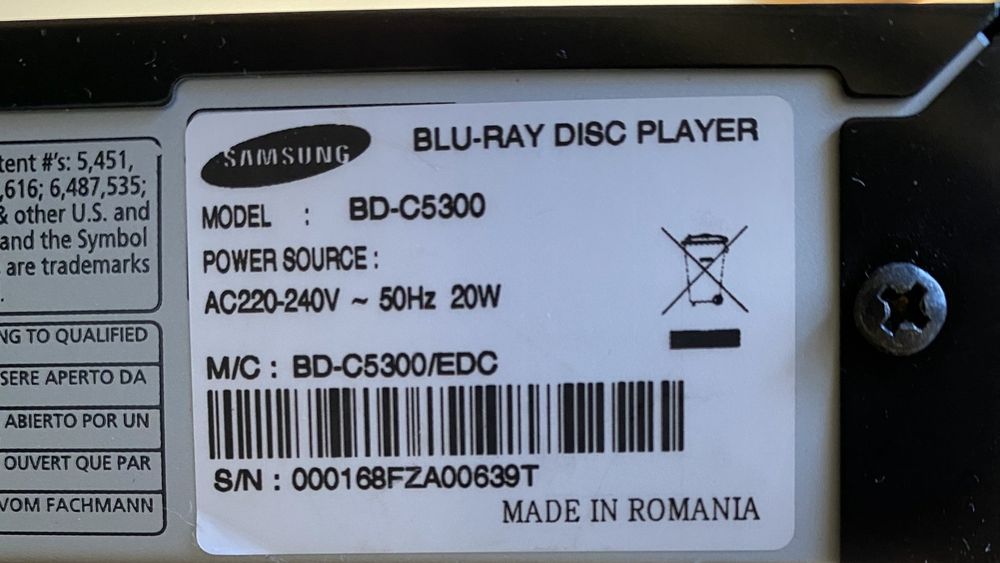 tent #'s: 5,451,
,616; 6,487,535;
& other U.S. and
and the Symbol
are trademarks
.
NG TO QUALIFIED
SERE APERTO DA
ABIERTO POR UN
OUVERT QUE PAR
VOM FACHMANN
SAMSUNG
BLU-RAY DISC PLAYER
MODEL : BD-C5300
POWER SOURCE :
AC220-240V ~ 50Hz 20W
M/C : BD-C5300/EDC
S/N : 000168FZA00639T
MADE IN ROMANIA